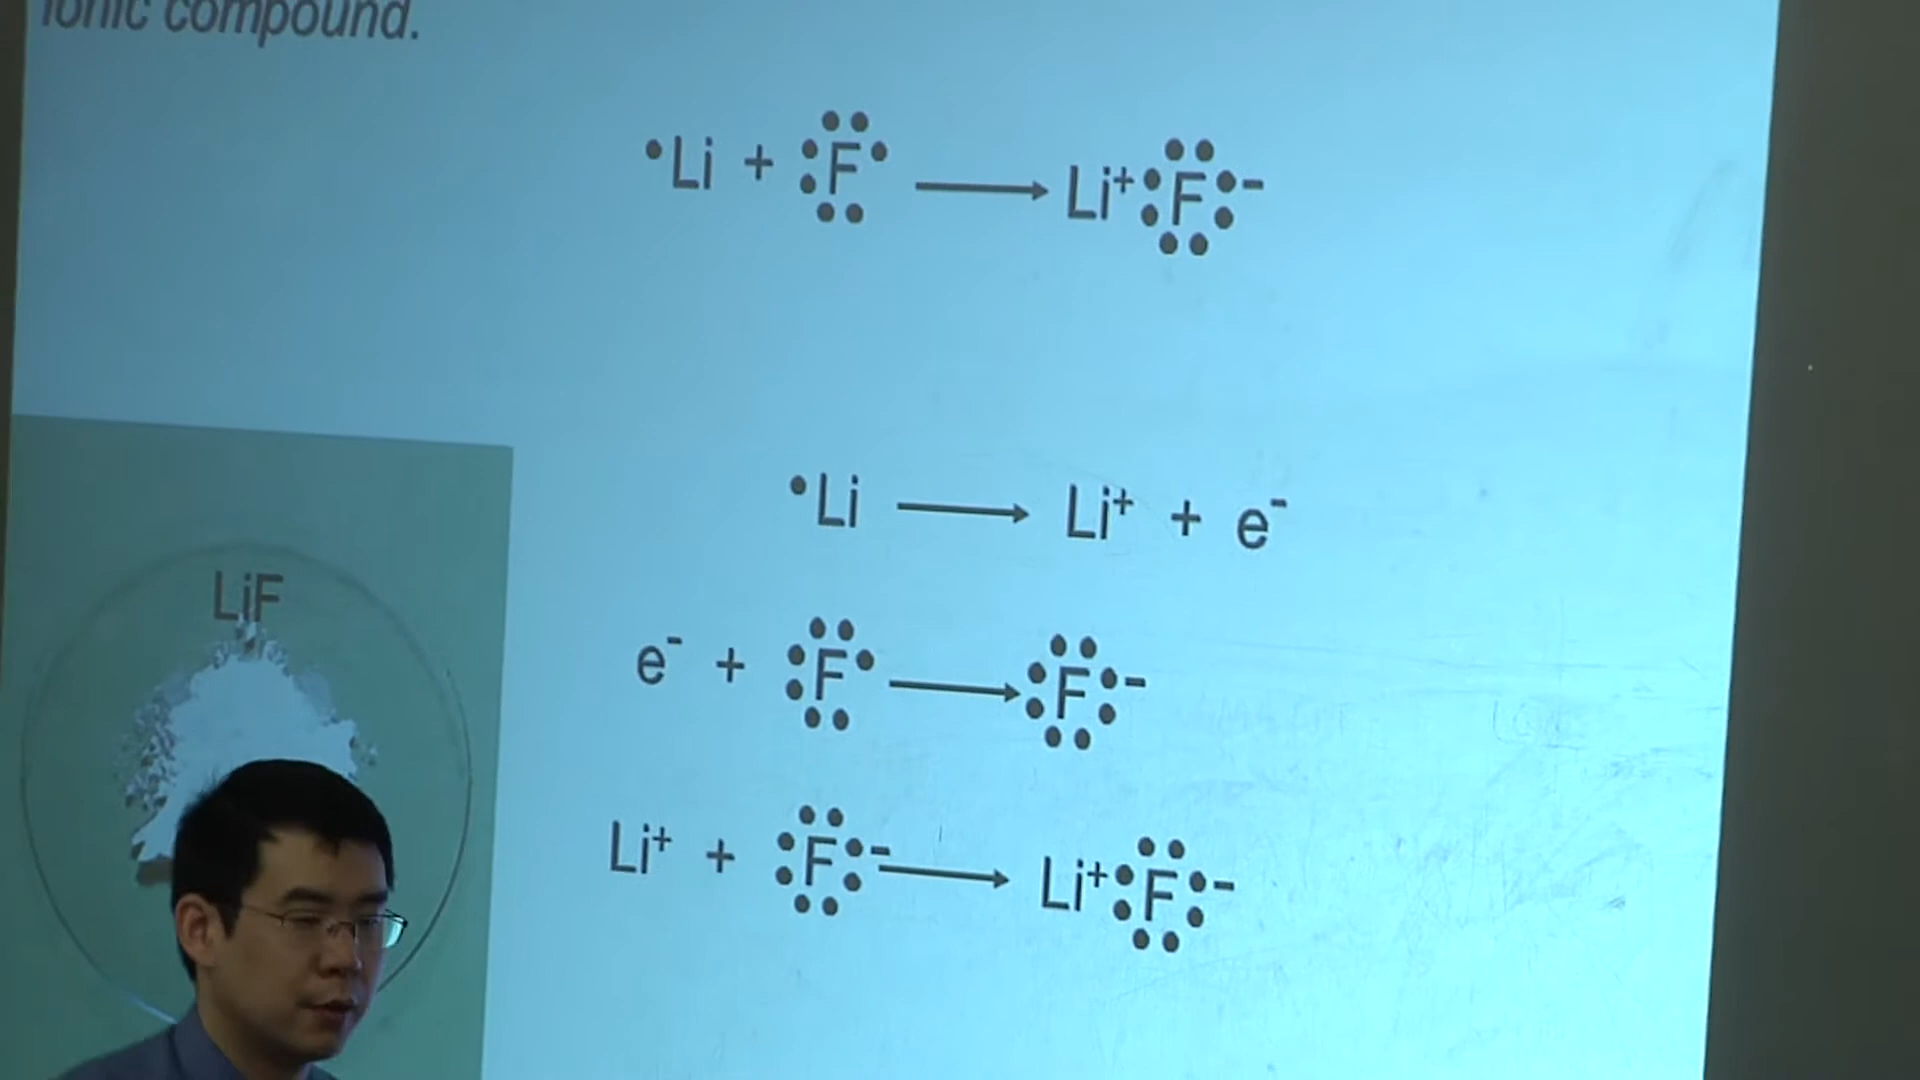 ionic compound.
•Li + :F• ⟶ Li⁺:F:⁻
•Li ⟶ Li⁺ + e⁻
LiF
e⁻ + :F• ⟶ :F:⁻
Li⁺ + :F:⁻ ⟶ Li⁺:F:⁻